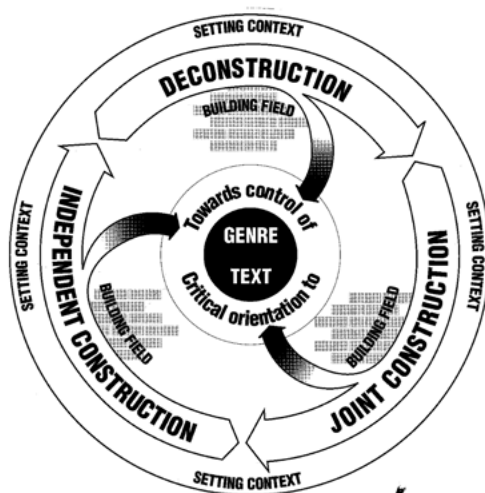 SETTING CONTEXT
DECONSTRUCTION
BUILDING FIELD
Towards control of
GENRE
TEXT
Critical orientation to
INDEPENDENT CONSTRUCTION
BUILDING FIELD
SETTING CONTEXT
JOINT CONSTRUCTION
BUILDING FIELD
SETTING CONTEXT
SETTING CONTEXT